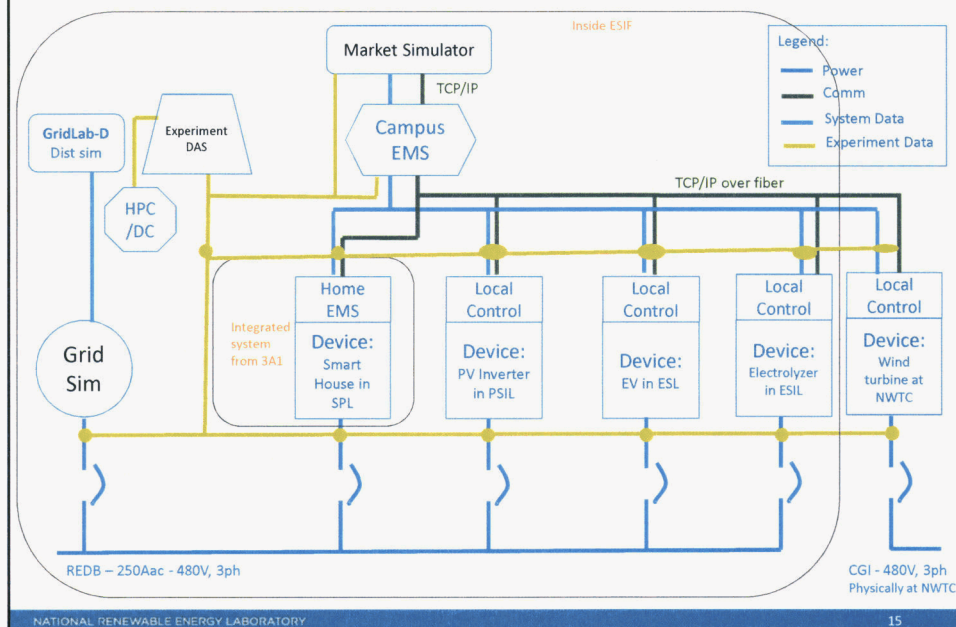 Inside ESIF
Market Simulator
TCP/IP
Legend:
Power
Comm
System Data
Experiment Data
GridLab-D
Dist sim
Experiment
DAS
Campus
EMS
HPC
/DC
TCP/IP over fiber
Integrated
system
from 3A1
Home
EMS
Device:
Smart
House in
SPL
Local
Control
Device:
PV Inverter
in PSIL
Local
Control
Device:
EV in ESL
Local
Control
Device:
Electrolyzer
in ESIL
Local
Control
Device:
Wind
turbine at
NWTC
Grid
Sim
REDB – 250Aac - 480V, 3ph
CGI - 480V, 3ph
Physically at NWTC
NATIONAL RENEWABLE ENERGY LABORATORY
15